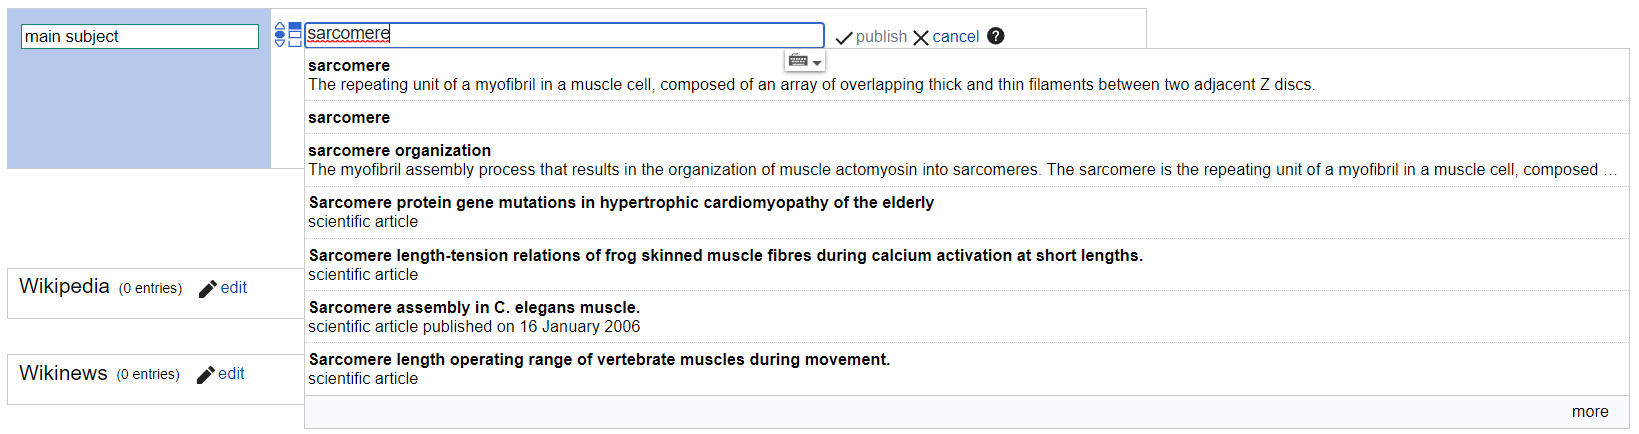 main subject
sarcomere
publish cancel ?
sarcomere
The repeating unit of a myofibril in a muscle cell, composed of an array of overlapping thick and thin filaments between two adjacent Z discs.
sarcomere
sarcomere organization
The myofibril assembly process that results in the organization of muscle actomyosin into sarcomeres. The sarcomere is the repeating unit of a myofibril in a muscle cell, composed ...
Sarcomere protein gene mutations in hypertrophic cardiomyopathy of the elderly
scientific article
Sarcomere length-tension relations of frog skinned muscle fibres during calcium activation at short lengths.
scientific article
Sarcomere assembly in C. elegans muscle.
scientific article published on 16 January 2006
Sarcomere length operating range of vertebrate muscles during movement.
scientific article
more
Wikipedia (0 entries) edit
Wikinews (0 entries) edit